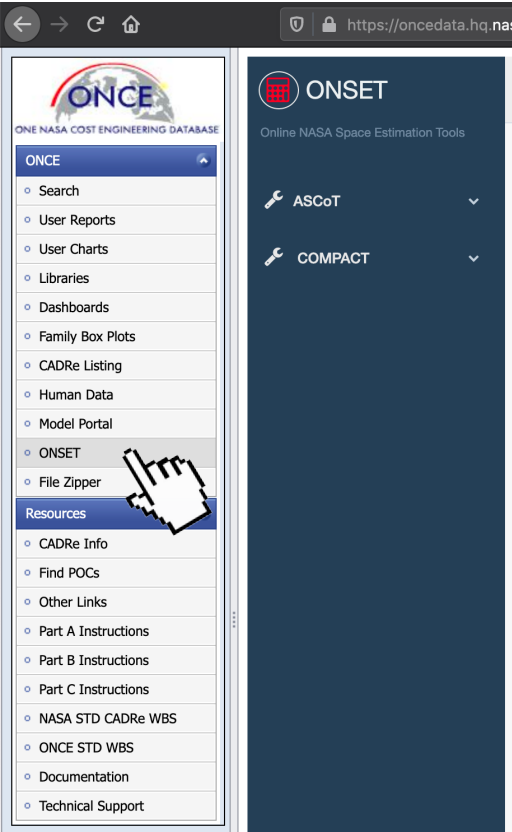 https://oncedata.hq.nas
ONCE
ONE NASA COST ENGINEERING DATABASE
ONCE
Search
User Reports
User Charts
Libraries
Dashboards
Family Box Plots
CADRe Listing
Human Data
Model Portal
ONSET
File Zipper
Resources
CADRe Info
Find POCs
Other Links
Part A Instructions
Part B Instructions
Part C Instructions
NASA STD CADRe WBS
ONCE STD WBS
Documentation
Technical Support
ONSET
Online NASA Space Estimation Tools
ASCoT
COMPACT